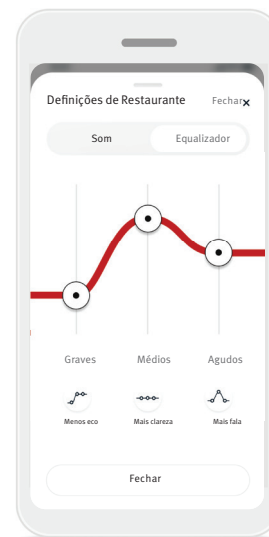 Definições de Restaurante Fechar x
Som Equalizador
Graves Médios Agudos
Menos eco Mais clareza Mais fala
Fechar